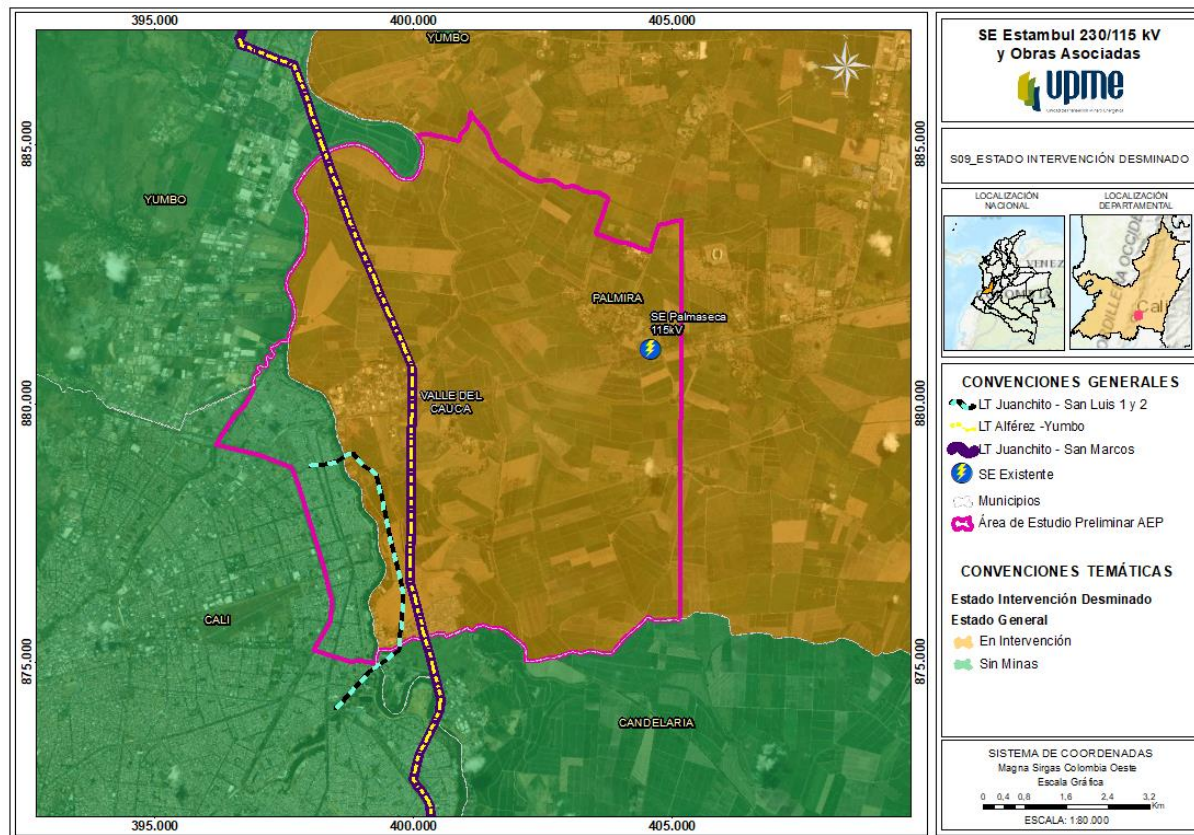 395.000
400.000
405.000
YUMBO
885.000
885.000
YUMBO
PALMIRA
SE Palmaseca
115kV
880.000
880.000
VALLE DEL
CAUCA
CALI
875.000
875.000
CANDELARIA
395.000
400.000
405.000
SE Estambul 230/115 kV
y Obras Asociadas
upme
S09_ESTADO INTERVENCIÓN DESMINADO
LOCALIZACIÓN
NACIONAL
LOCALIZACIÓN
DEPARTAMENTAL
VENEZ
Cali
CONVENCIONES GENERALES
LT Juanchito - San Luis 1 y 2
LT Alférez -Yumbo
LT Juanchito - San Marcos
SE Existente
Municipios
Área de Estudio Preliminar AEP
CONVENCIONES TEMÁTICAS
Estado Intervención Desminado
Estado General
En Intervención
Sin Minas
SISTEMA DE COORDENADAS
Magna Sirgas Colombia Oeste
Escala Gráfica
0 0,4 0,8 1,6 2,4 3,2
Km
ESCALA: 1:80.000